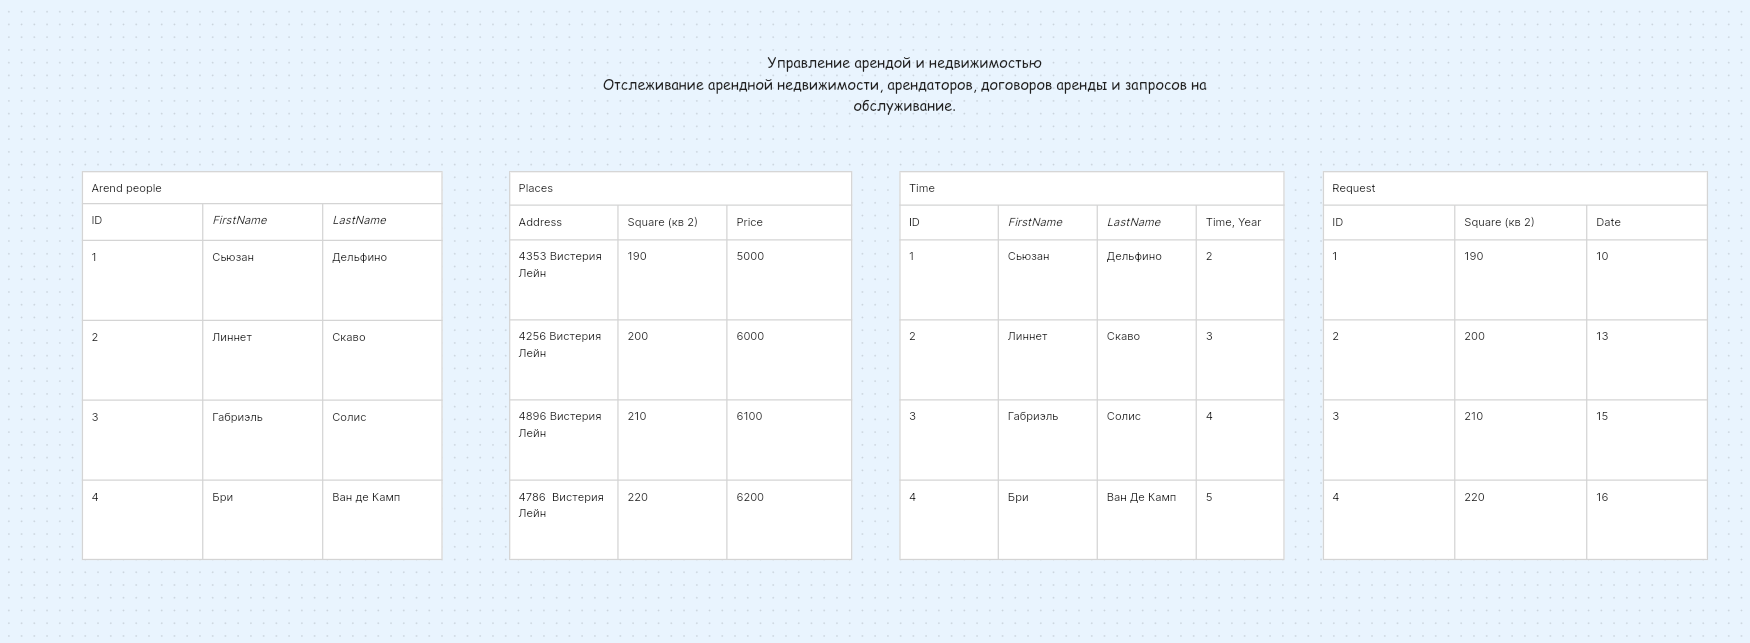 Управление арендой и недвижимостью
Отслеживание арендной недвижимости, арендаторов, договоров аренды и запросов на
обслуживание.
Arend people
ID FirstName LastName
1 Сьюзан Дельфино
2 Линнет Скаво
3 Габриэль Солис
4 Бри Ван де Камп
Places
Address Square (кв 2) Price
4353 Вистерия 190 5000
Лейн
4256 Вистерия 200 6000
Лейн
4896 Вистерия 210 6100
Лейн
4786 Вистерия 220 6200
Лейн
Time
ID FirstName LastName Time, Year
1 Сьюзан Дельфино 2
2 Линнет Скаво 3
3 Габриэль Солис 4
4 Бри Ван Де Камп 5
Request
ID Square (кв 2) Date
1 190 10
2 200 13
3 210 15
4 220 16